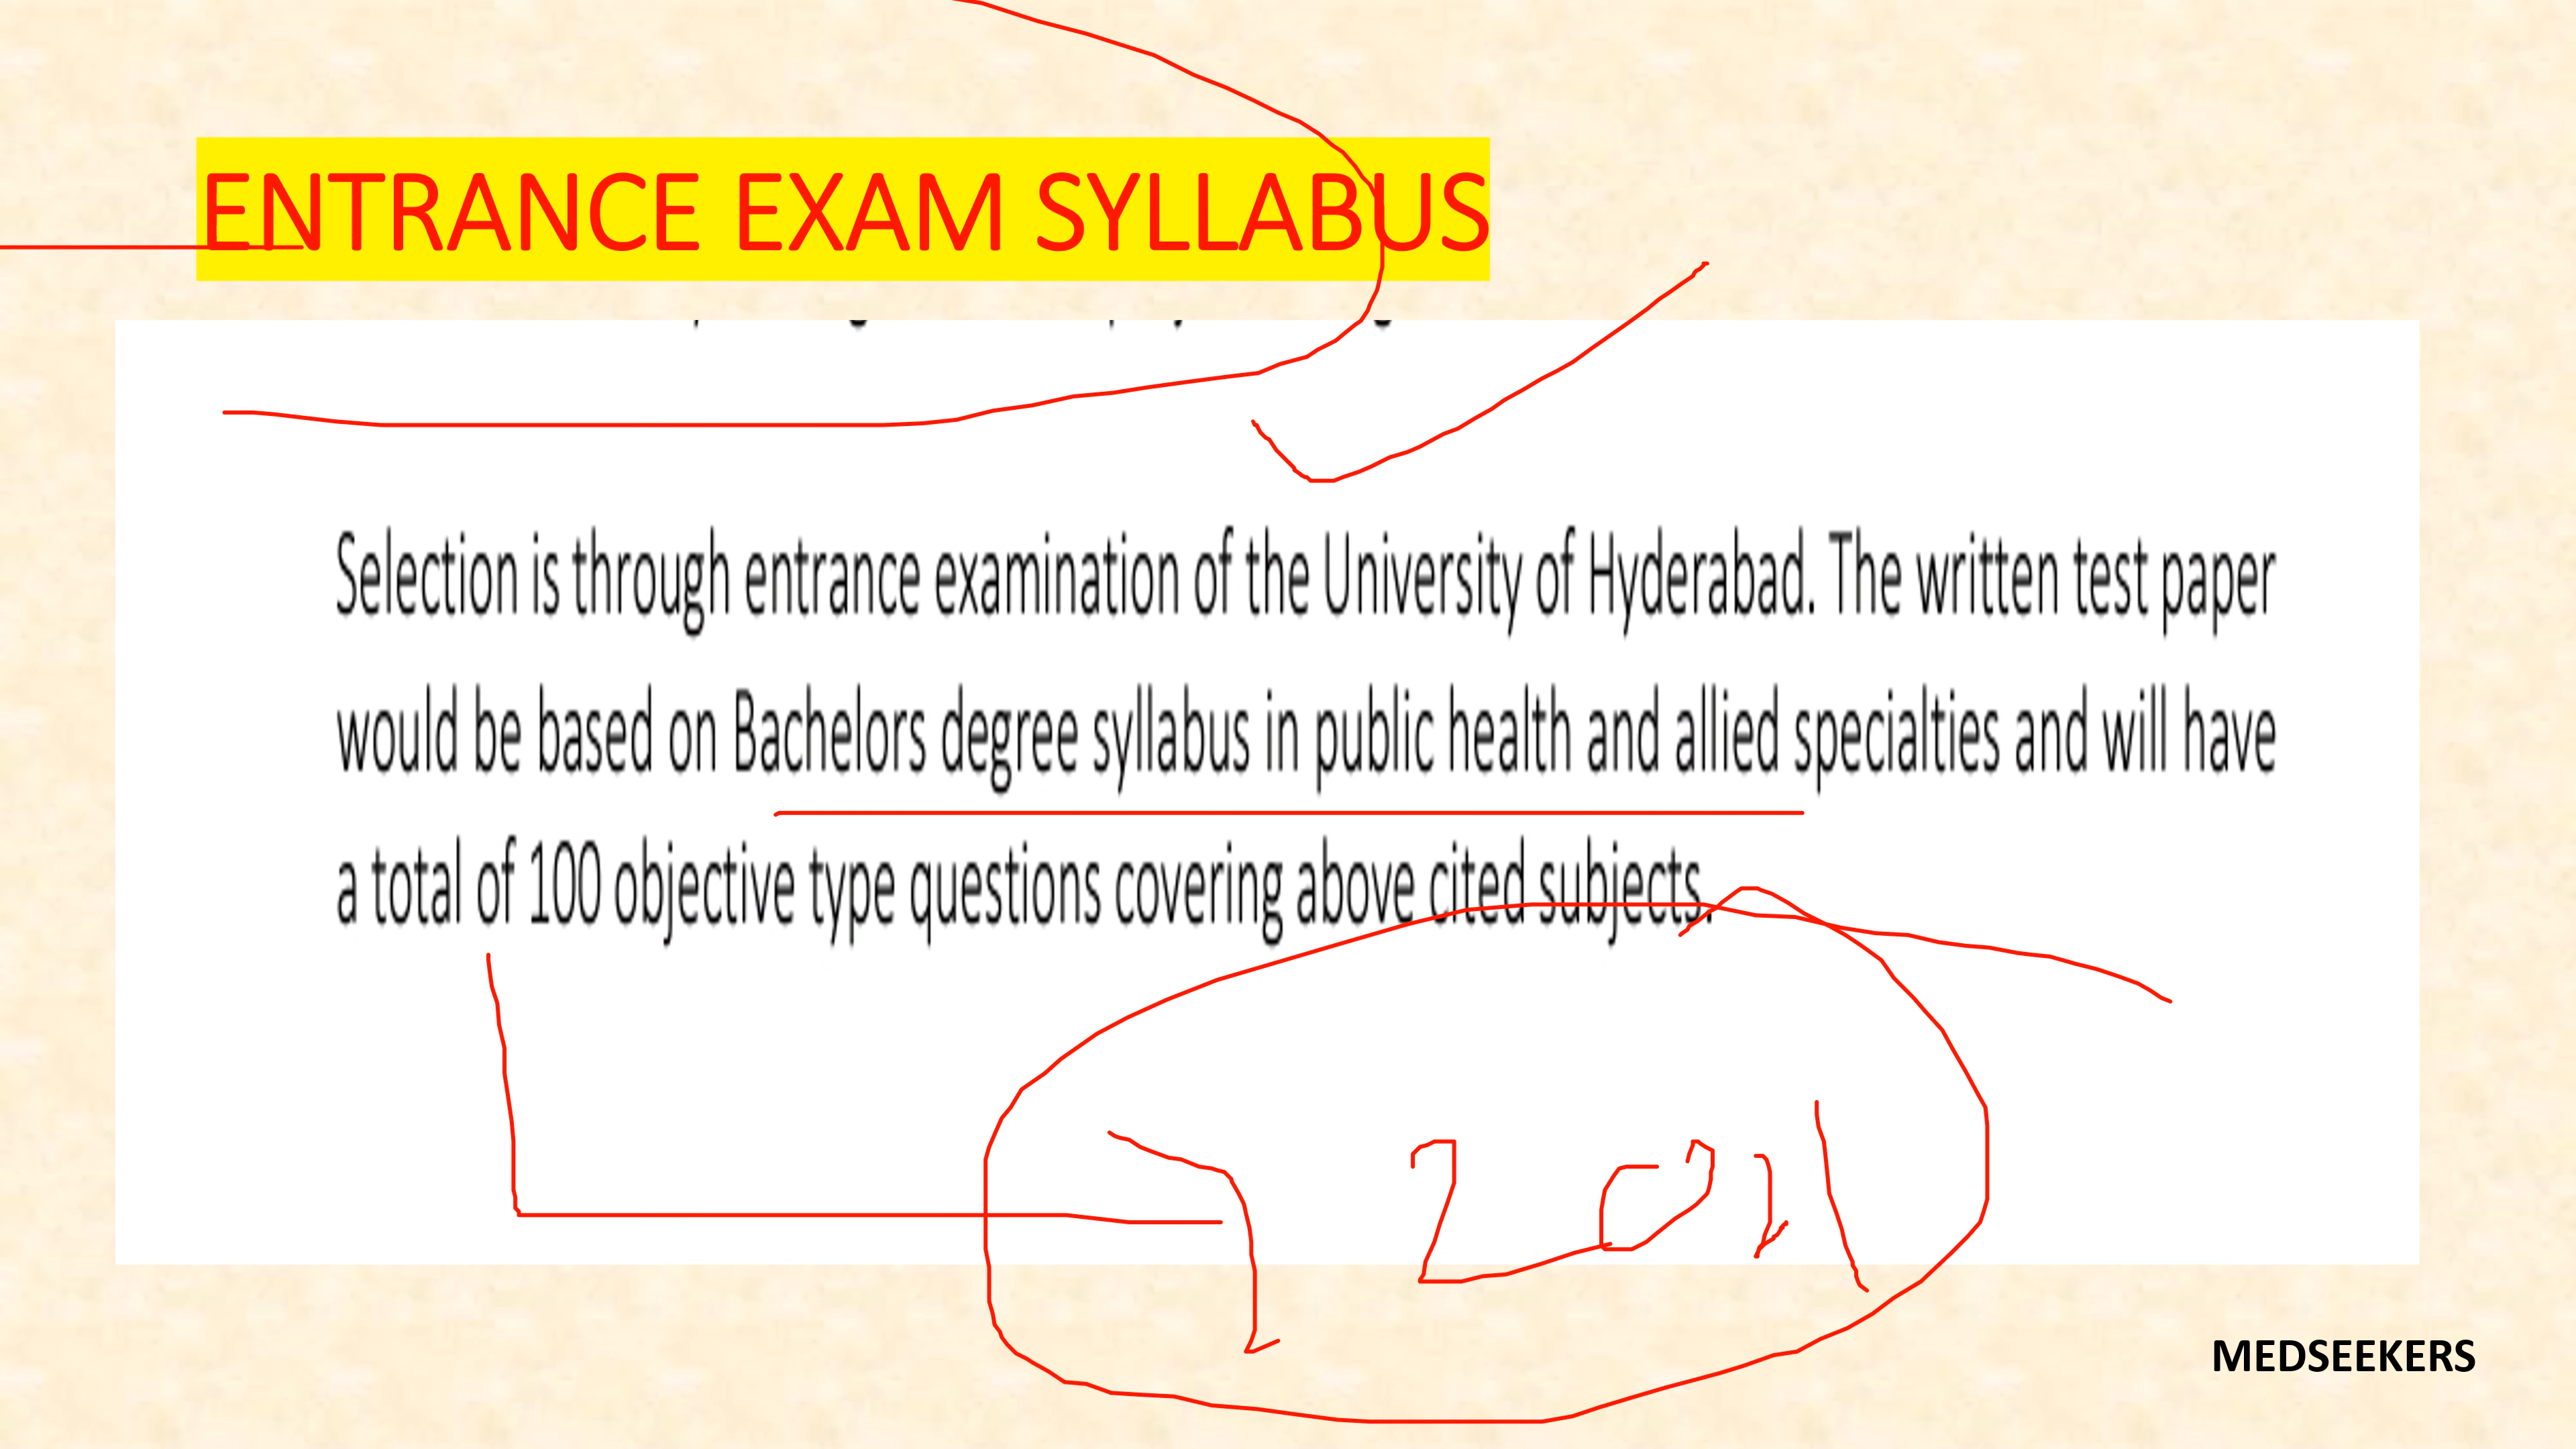 ENTRANCE EXAM SYLLABUS
Selection is through entrance examination of the University of Hyderabad. The written test paper
would be based on Bachelors degree syllabus in public health and allied specialties and will have
a total of 100 objective type questions covering above cited subjects.
2021
MEDSEEKERS